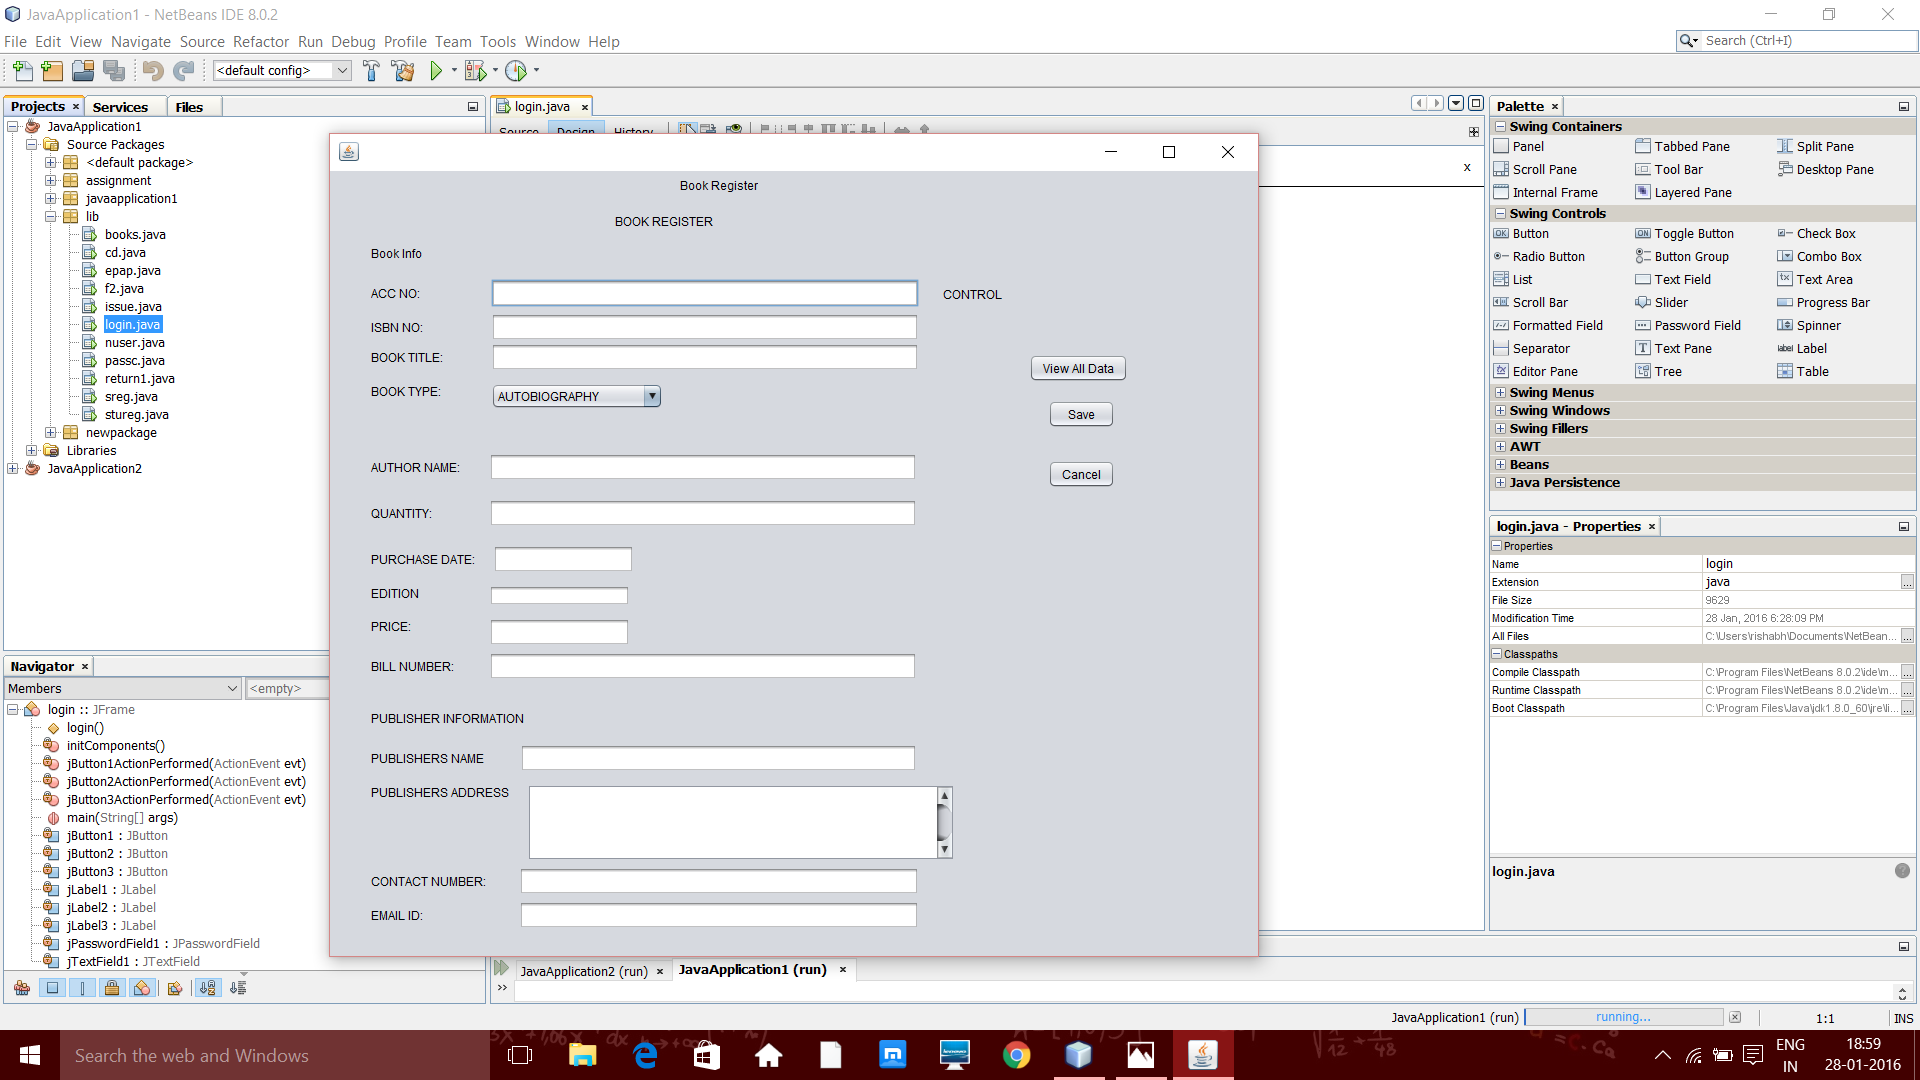 JavaApplication1 - NetBeans IDE 8.0.2
File Edit View Navigate Source Refactor Run Debug Profile Team Tools Window Help
Search (Ctrl+I)
<default config>
Projects
Services
Files
JavaApplication1
Source Packages
<default package>
assignment
javaapplication1
lib
books.java
cd.java
epap.java
f2.java
issue.java
login.java
nuser.java
passc.java
return1.java
sreg.java
stureg.java
newpackage
Libraries
JavaApplication2
Navigator
Members
<empty>
login :: JFrame
login()
initComponents()
jButton1ActionPerformed(ActionEvent evt)
jButton2ActionPerformed(ActionEvent evt)
jButton3ActionPerformed(ActionEvent evt)
main(String[] args)
jButton1 : JButton
jButton2 : JButton
jButton3 : JButton
jLabel1 : JLabel
jLabel2 : JLabel
jLabel3 : JLabel
jPasswordField1 : JPasswordField
jTextField1 : JTextField
login.java
Source Design History
Book Register
BOOK REGISTER
Book Info
ACC NO:
CONTROL
ISBN NO:
BOOK TITLE:
View All Data
BOOK TYPE:
AUTOBIOGRAPHY
Save
AUTHOR NAME:
Cancel
QUANTITY:
PURCHASE DATE:
EDITION
PRICE:
BILL NUMBER:
PUBLISHER INFORMATION
PUBLISHERS NAME
PUBLISHERS ADDRESS
CONTACT NUMBER:
EMAIL ID:
JavaApplication2 (run)
JavaApplication1 (run)
Palette
Swing Containers
Panel Tabbed Pane Split Pane
Scroll Pane Tool Bar Desktop Pane
Internal Frame Layered Pane
Swing Controls
Button Toggle Button Check Box
Radio Button Button Group Combo Box
List Text Field Text Area
Scroll Bar Slider Progress Bar
Formatted Field Password Field Spinner
Separator Text Pane Label
Editor Pane Tree Table
Swing Menus
Swing Windows
Swing Fillers
AWT
Beans
Java Persistence
login.java - Properties
Properties
Name login
Extension java
File Size 9629
Modification Time 28 Jan, 2016 6:28:09 PM
All Files C:\Users\rishabh\Documents\NetBean...
Classpaths
Compile Classpath C:\Program Files\NetBeans 8.0.2\ide\m...
Runtime Classpath C:\Program Files\NetBeans 8.0.2\ide\m...
Boot Classpath C:\Program Files\Java\jdk1.8.0_60\jre\li...
login.java
JavaApplication1 (run)
running...
1:1
INS
Search the web and Windows
ENG
IN
18:59
28-01-2016